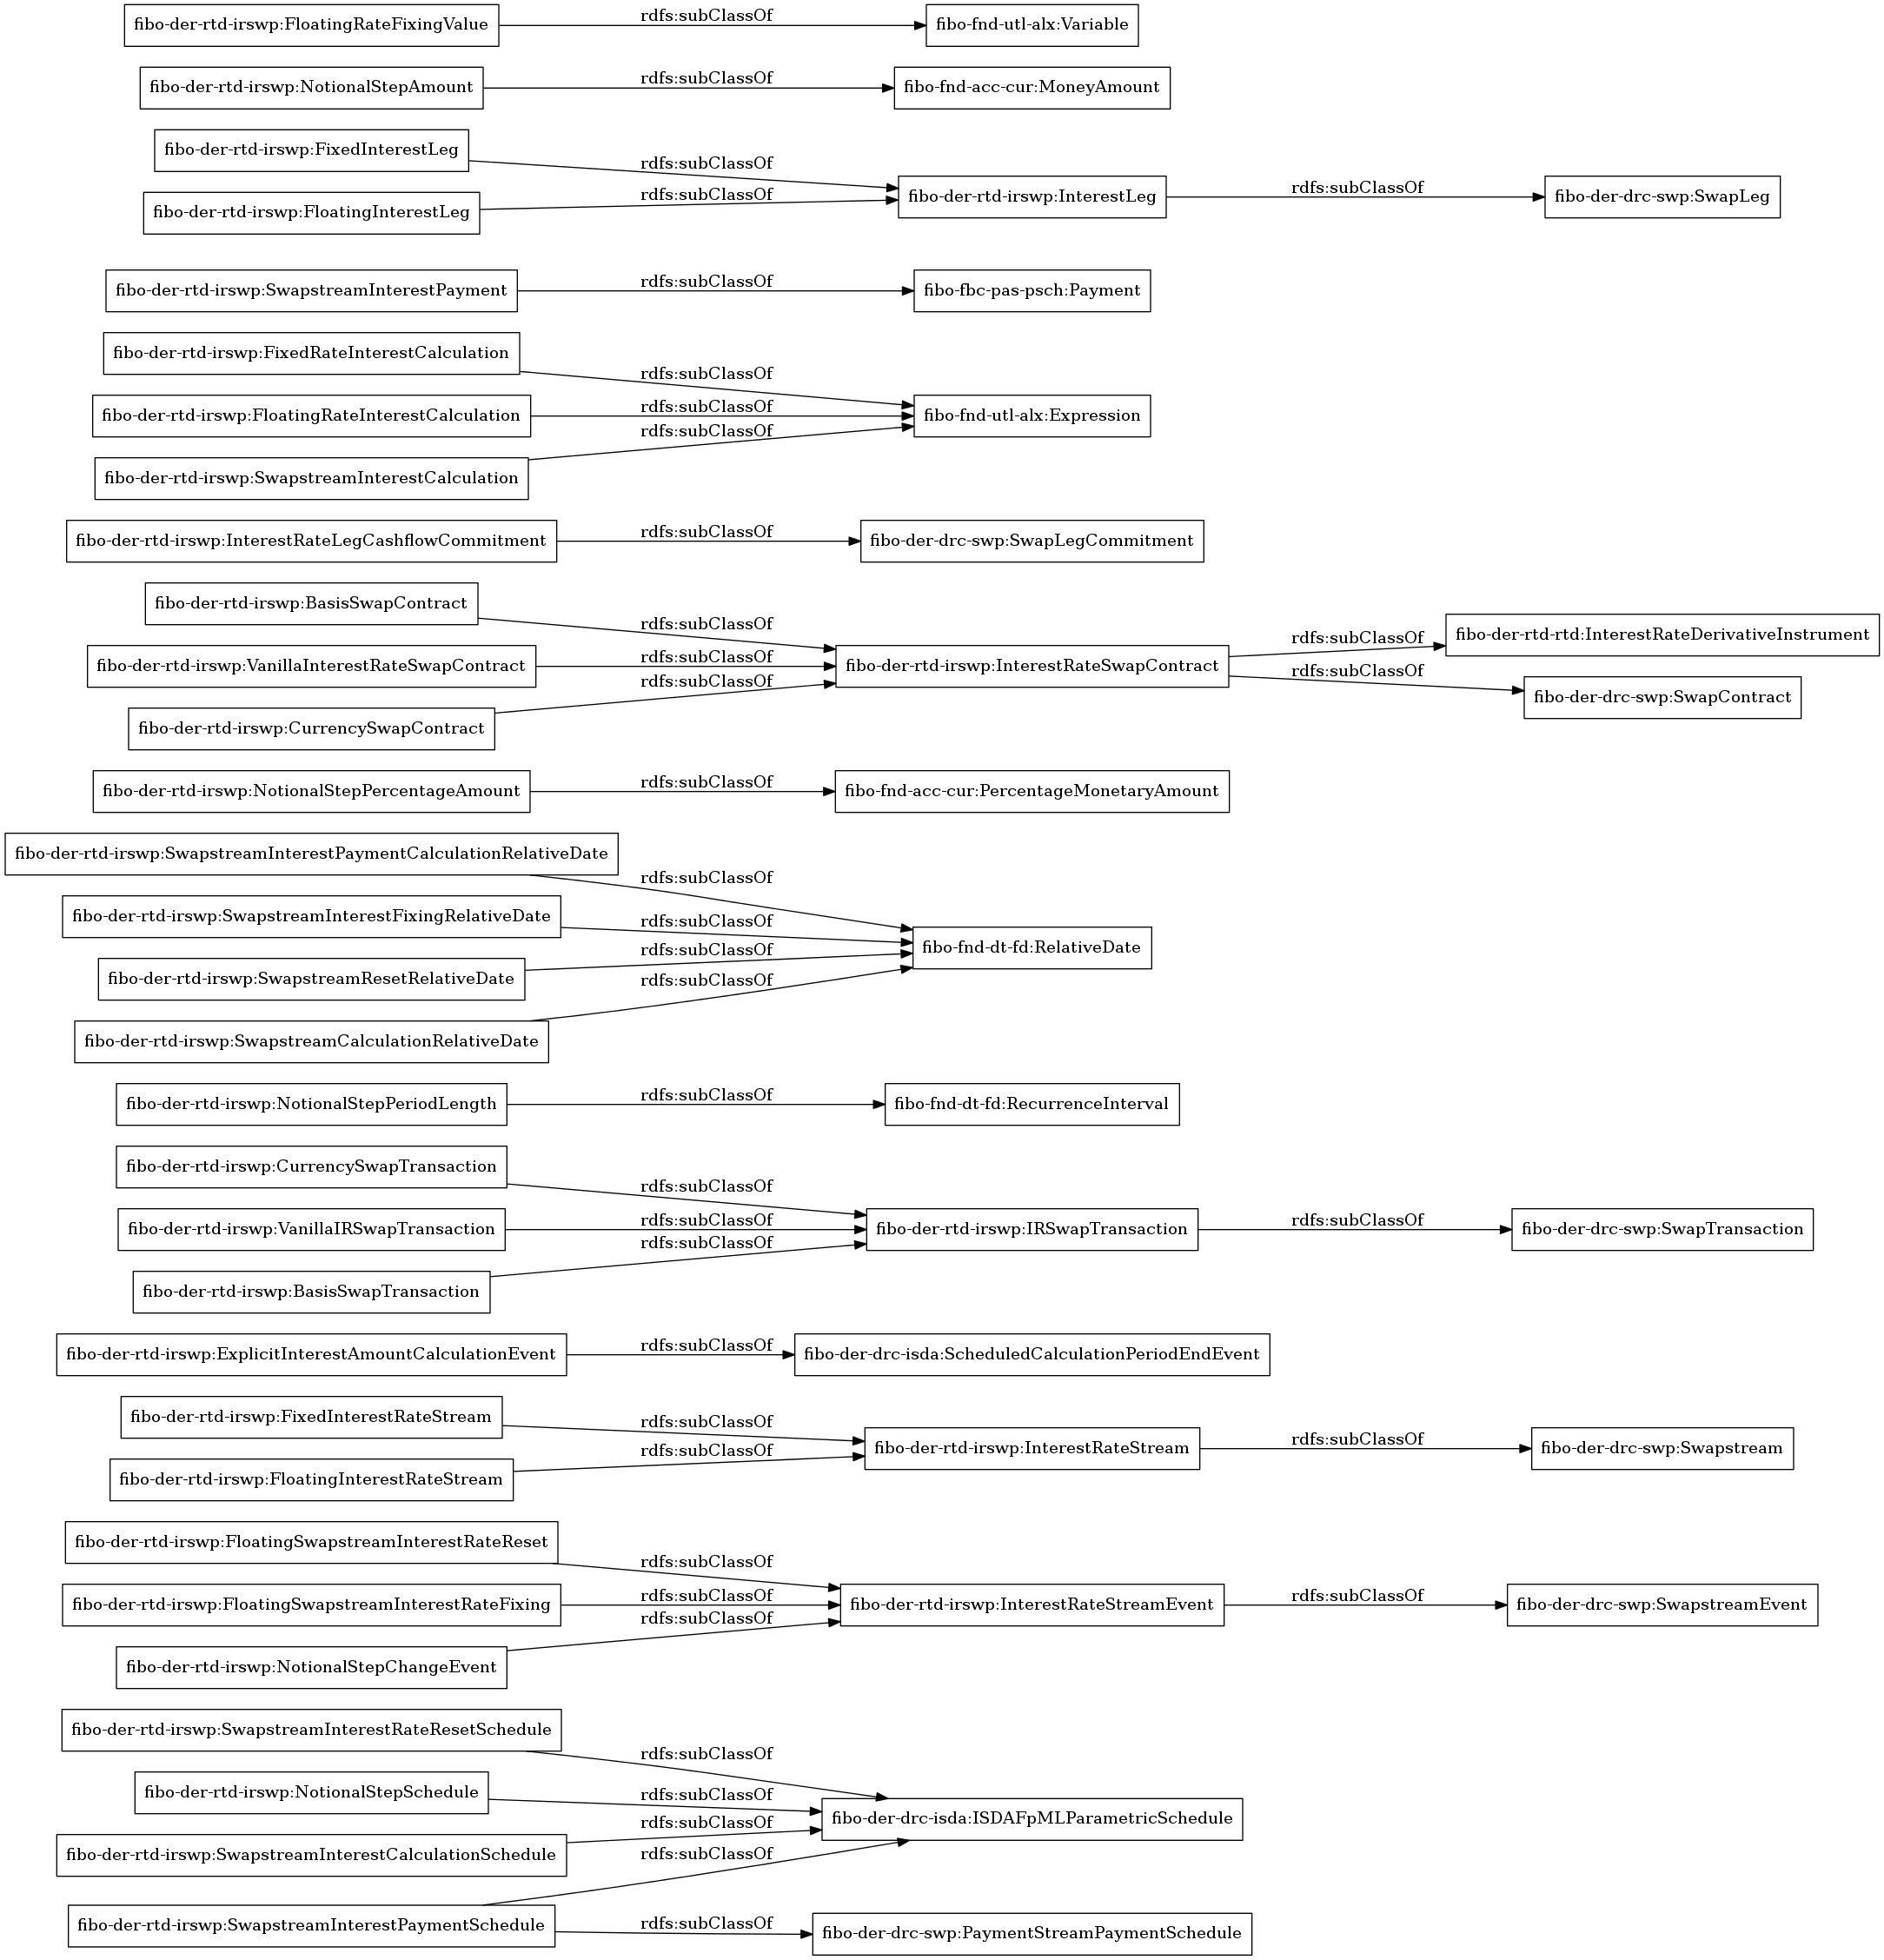 fibo-der-rtd-irswp:FloatingRateFixingValue
rdfs:subClassOf
fibo-fnd-utl-alx:Variable
fibo-der-rtd-irswp:NotionalStepAmount
rdfs:subClassOf
fibo-fnd-acc-cur:MoneyAmount
fibo-der-rtd-irswp:FixedInterestLeg
rdfs:subClassOf
fibo-der-rtd-irswp:FloatingInterestLeg
rdfs:subClassOf
fibo-der-rtd-irswp:InterestLeg
rdfs:subClassOf
fibo-der-drc-swp:SwapLeg
fibo-der-rtd-irswp:SwapstreamInterestPayment
rdfs:subClassOf
fibo-fbc-pas-psch:Payment
fibo-der-rtd-irswp:FixedRateInterestCalculation
rdfs:subClassOf
fibo-der-rtd-irswp:FloatingRateInterestCalculation
rdfs:subClassOf
fibo-fnd-utl-alx:Expression
rdfs:subClassOf
fibo-der-rtd-irswp:SwapstreamInterestCalculation
fibo-der-rtd-irswp:InterestRateLegCashflowCommitment
rdfs:subClassOf
fibo-der-drc-swp:SwapLegCommitment
fibo-der-rtd-irswp:BasisSwapContract
rdfs:subClassOf
fibo-der-rtd-irswp:VanillaInterestRateSwapContract
rdfs:subClassOf
fibo-der-rtd-irswp:InterestRateSwapContract
rdfs:subClassOf
fibo-der-rtd-rtd:InterestRateDerivativeInstrument
rdfs:subClassOf
fibo-der-drc-swp:SwapContract
rdfs:subClassOf
fibo-der-rtd-irswp:CurrencySwapContract
fibo-der-rtd-irswp:NotionalStepPercentageAmount
rdfs:subClassOf
fibo-fnd-acc-cur:PercentageMonetaryAmount
fibo-der-rtd-irswp:SwapstreamInterestPaymentCalculationRelativeDate
rdfs:subClassOf
fibo-der-rtd-irswp:SwapstreamInterestFixingRelativeDate
rdfs:subClassOf
fibo-fnd-dt-fd:RelativeDate
rdfs:subClassOf
fibo-der-rtd-irswp:SwapstreamResetRelativeDate
rdfs:subClassOf
fibo-der-rtd-irswp:SwapstreamCalculationRelativeDate
fibo-der-rtd-irswp:NotionalStepPeriodLength
rdfs:subClassOf
fibo-fnd-dt-fd:RecurrenceInterval
fibo-der-rtd-irswp:CurrencySwapTransaction
rdfs:subClassOf
fibo-der-rtd-irswp:VanillaIRSwapTransaction
rdfs:subClassOf
fibo-der-rtd-irswp:IRSwapTransaction
rdfs:subClassOf
fibo-der-drc-swp:SwapTransaction
rdfs:subClassOf
fibo-der-rtd-irswp:BasisSwapTransaction
fibo-der-rtd-irswp:ExplicitInterestAmountCalculationEvent
rdfs:subClassOf
fibo-der-drc-isda:ScheduledCalculationPeriodEndEvent
fibo-der-rtd-irswp:FixedInterestRateStream
rdfs:subClassOf
fibo-der-rtd-irswp:InterestRateStream
rdfs:subClassOf
fibo-der-drc-swp:Swapstream
rdfs:subClassOf
fibo-der-rtd-irswp:FloatingInterestRateStream
fibo-der-rtd-irswp:FloatingSwapstreamInterestRateReset
rdfs:subClassOf
fibo-der-rtd-irswp:FloatingSwapstreamInterestRateFixing
rdfs:subClassOf
fibo-der-rtd-irswp:InterestRateStreamEvent
rdfs:subClassOf
fibo-der-drc-swp:SwapstreamEvent
rdfs:subClassOf
fibo-der-rtd-irswp:NotionalStepChangeEvent
fibo-der-rtd-irswp:SwapstreamInterestRateResetSchedule
rdfs:subClassOf
fibo-der-rtd-irswp:NotionalStepSchedule
rdfs:subClassOf
fibo-der-drc-isda:ISDAFpMLParametricSchedule
rdfs:subClassOf
fibo-der-rtd-irswp:SwapstreamInterestCalculationSchedule
rdfs:subClassOf
fibo-der-rtd-irswp:SwapstreamInterestPaymentSchedule
rdfs:subClassOf
fibo-der-drc-swp:PaymentStreamPaymentSchedule